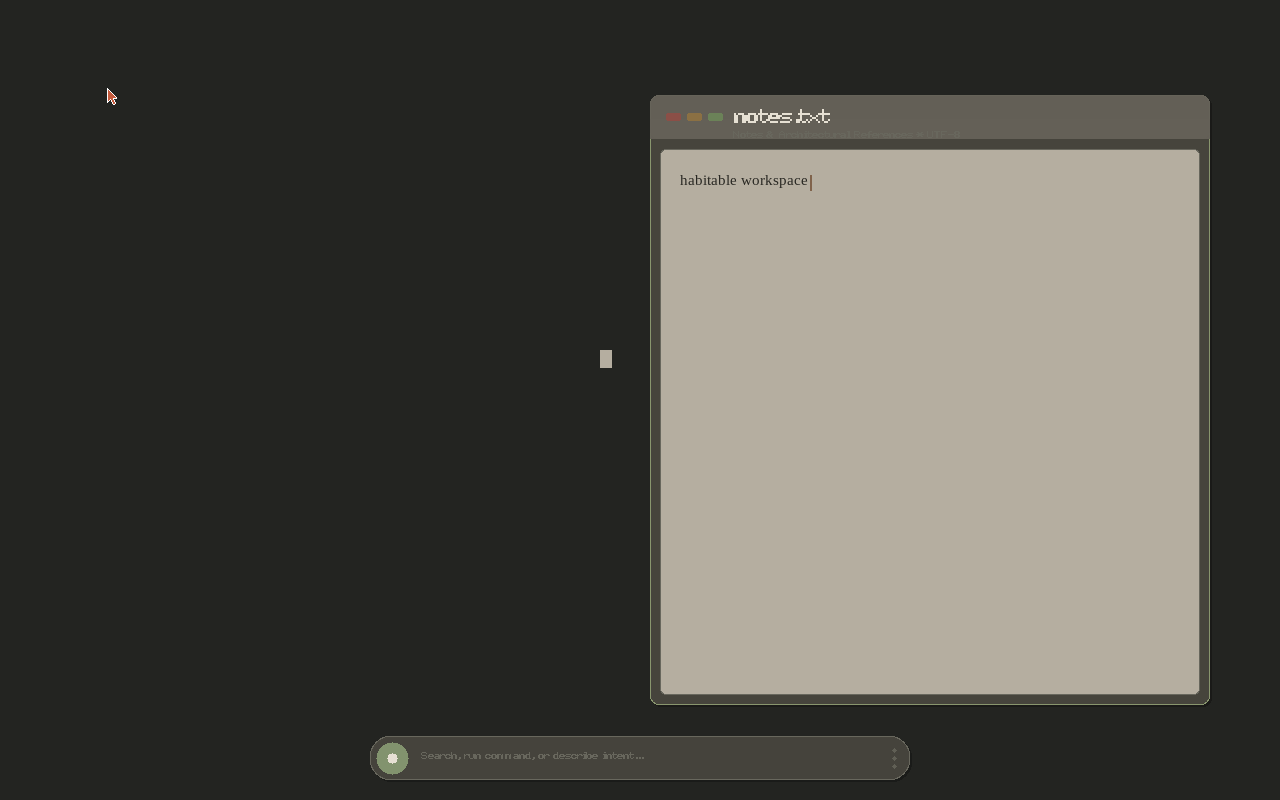 notes.txt
habitable workspace
Search, run command, or describe intent...